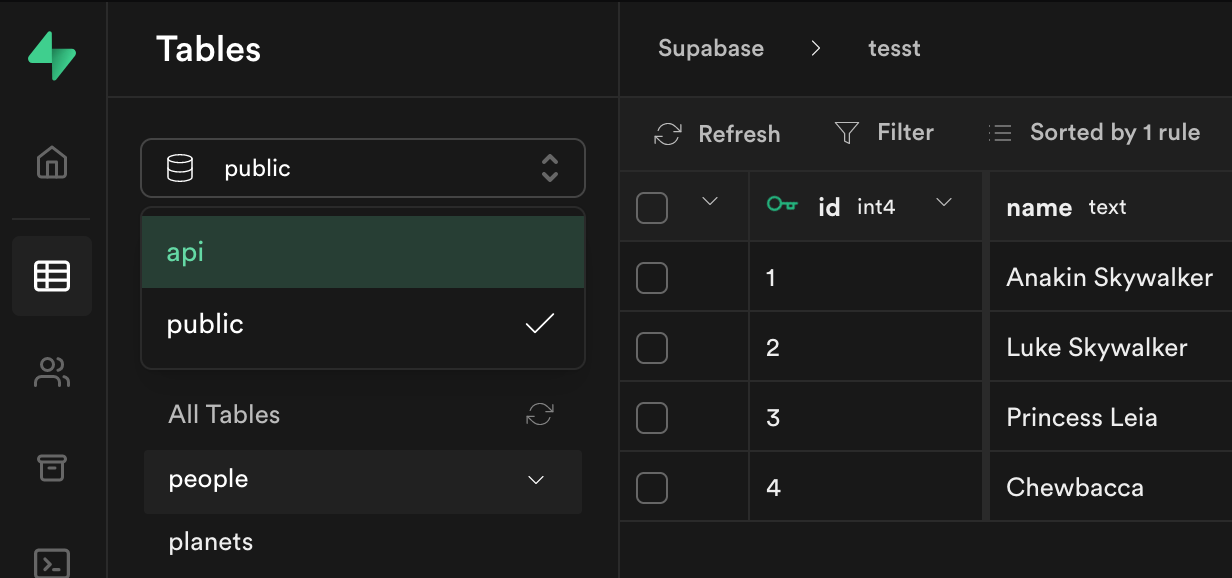 Tables
public
api
public
All Tables
people
planets
Supabase > tesst
Refresh Filter Sorted by 1 rule
id int4 name text
1 Anakin Skywalker
2 Luke Skywalker
3 Princess Leia
4 Chewbacca